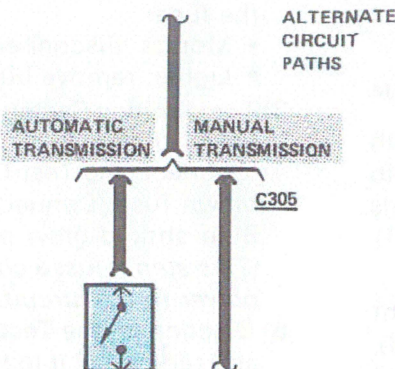 ALTERNATE
CIRCUIT
PATHS
AUTOMATIC
TRANSMISSION
MANUAL
TRANSMISSION
C305